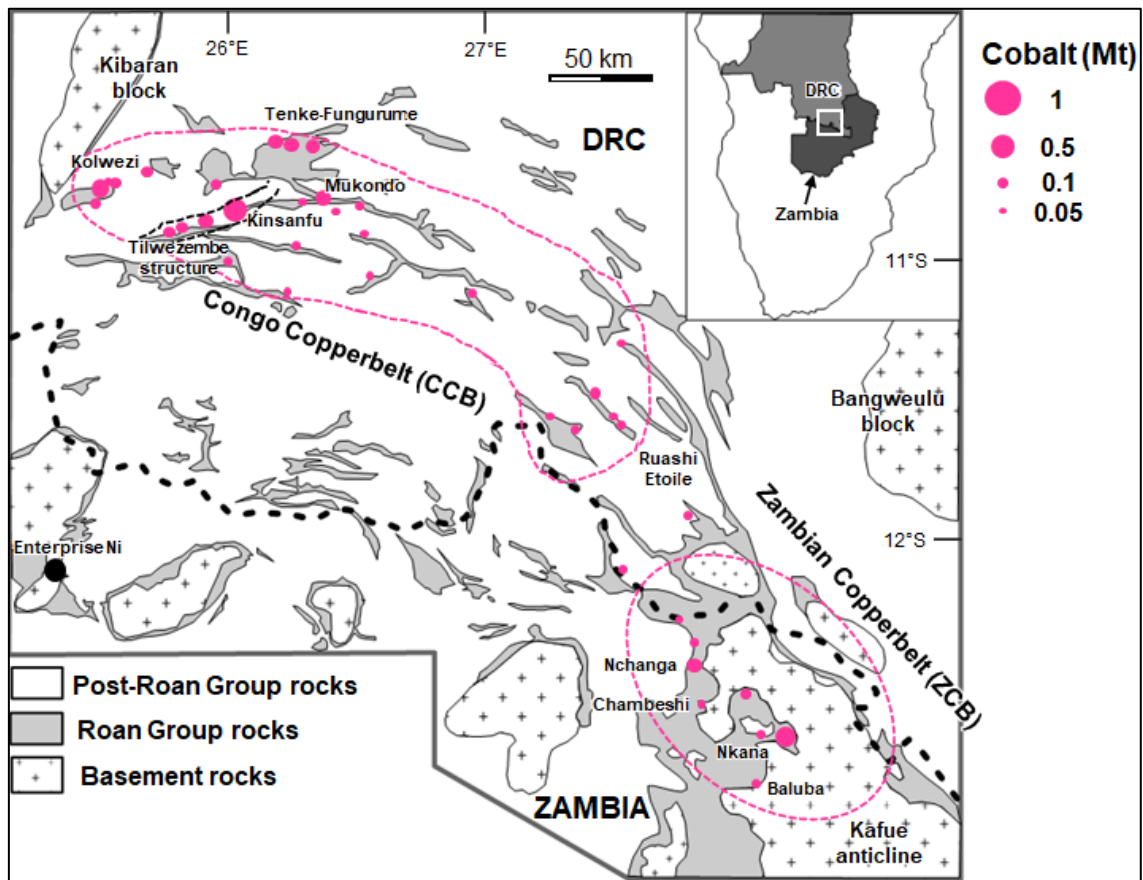 26°E
27°E
50 km
Kibaran
block
Tenke-Fungurume
DRC
Kolwezi
Mukondo
Kinsanfu
Tilwezembe
structure
Congo Copperbelt (CCB)
DRC
Zambia
Cobalt (Mt)
1
0.5
0.1
0.05
11°S
Bangweulu
block
Ruashi
Etoile
Zambian Copperbelt (ZCB)
12°S
Enterprise Ni
Nchanga
Chambeshi
Nkana
Baluba
Kafue
anticline
ZAMBIA
Post-Roan Group rocks
Roan Group rocks
Basement rocks